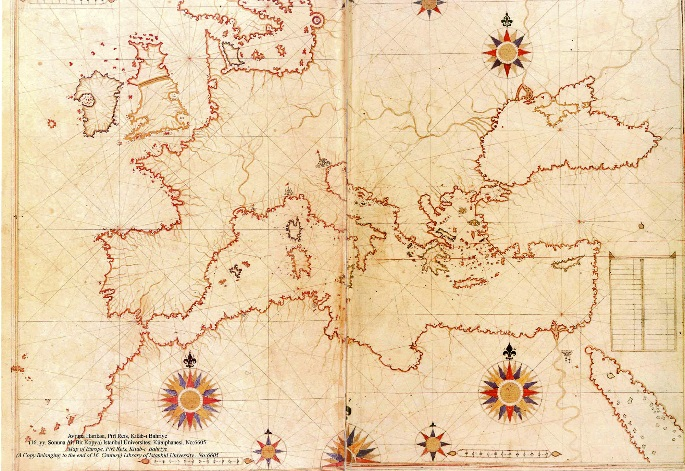 Avrupa Haritası, Piri Reis, Kitab-ı Bahriye
(16. yy. Sonuna Ait Bir Kopya) İstanbul Üniversitesi Kütüphanesi, No:6605
Map of Europe, Piri Reis, Kitab-ı Bahriye
(A Copy Belonging to the end of 16. Century) Library of Istanbul University, No:6605